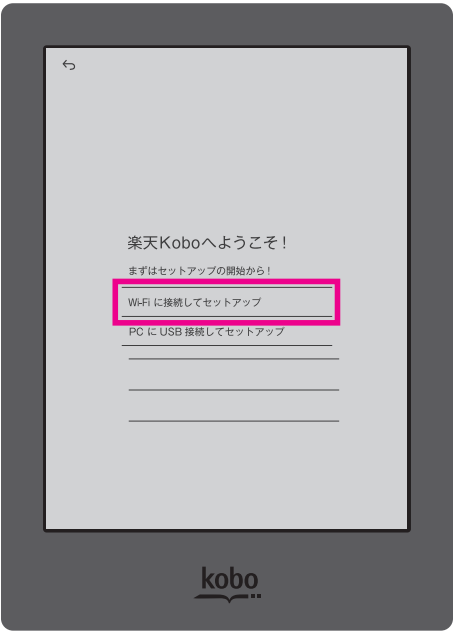 楽天Koboへようこそ！
まずはセットアップの開始から！
Wi-Fi に接続してセットアップ
PC に USB 接続してセットアップ
kobo